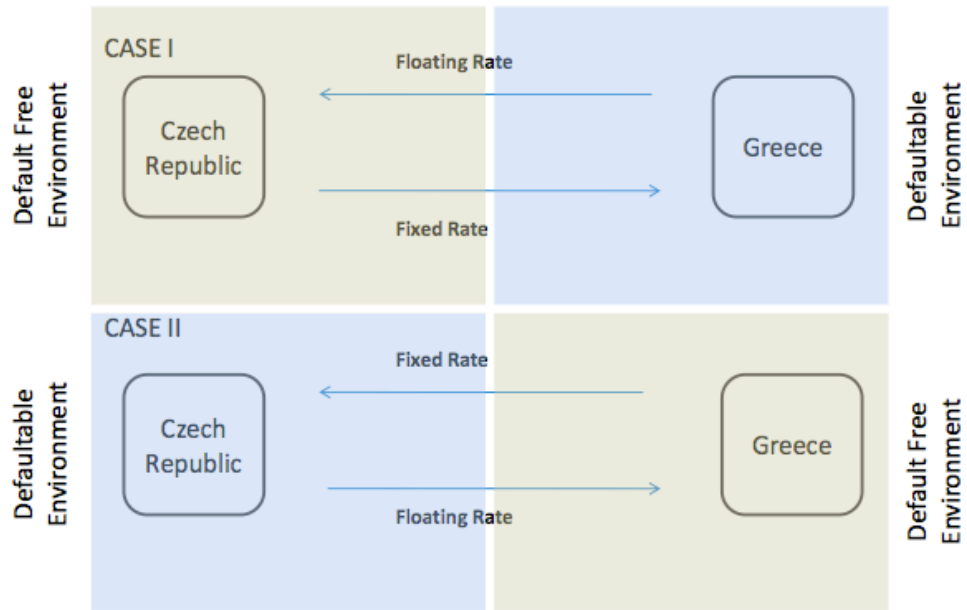 CASE I
Default Free
Environment
Czech
Republic
Floating Rate
Fixed Rate
Greece
Defaultable
Environment
CASE II
Defaultable
Environment
Czech
Republic
Fixed Rate
Floating Rate
Greece
Default Free
Environment